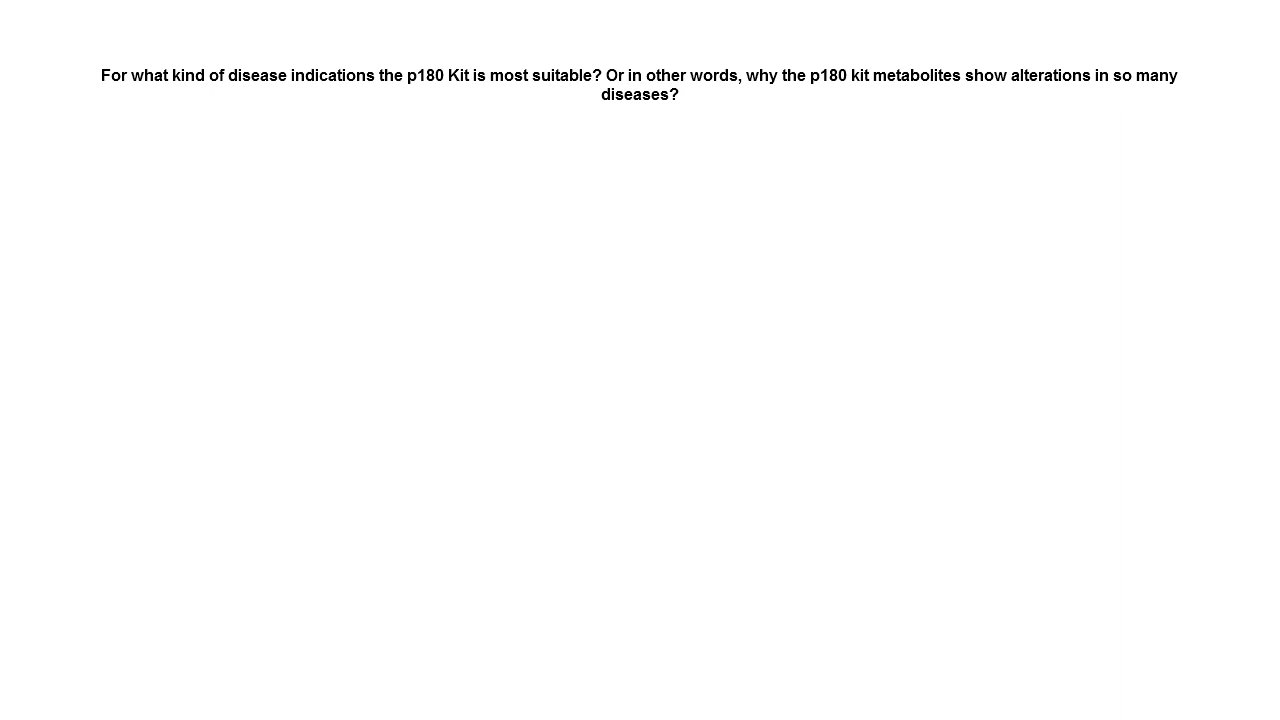 For what kind of disease indications the p180 Kit is most suitable? Or in other words, why the p180 kit metabolites show alterations in so many
diseases?